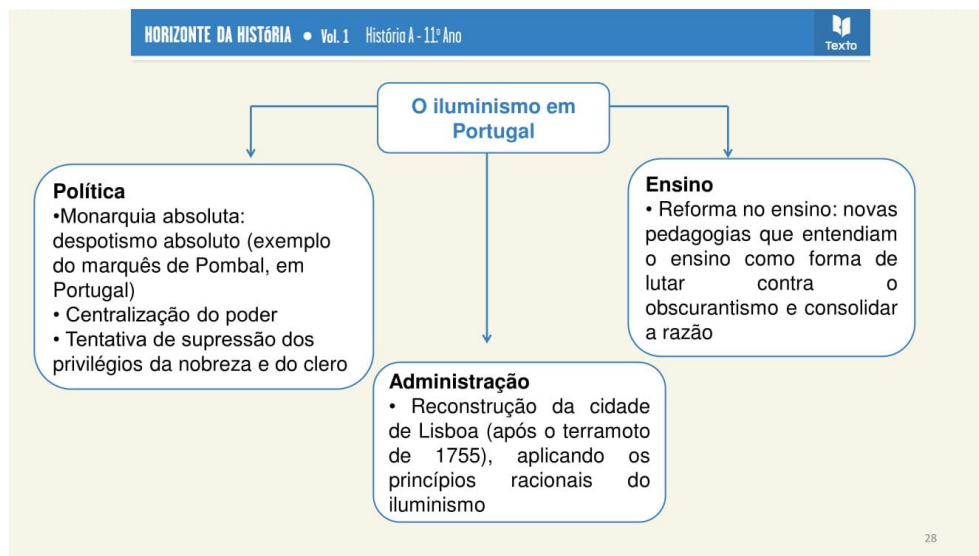 HORIZONTE DA HISTÓRIA • Vol. 1 História A - 11º Ano
Texto
O iluminismo em
Portugal
Política
•Monarquia absoluta:
despotismo absoluto (exemplo
do marquês de Pombal, em
Portugal)
• Centralização do poder
• Tentativa de supressão dos
privilégios da nobreza e do clero
Administração
• Reconstrução da cidade
de Lisboa (após o terramoto
de 1755), aplicando os
princípios racionais do
iluminismo
Ensino
• Reforma no ensino: novas
pedagogias que entendiam
o ensino como forma de
lutar contra o
obscurantismo e consolidar
a razão
28